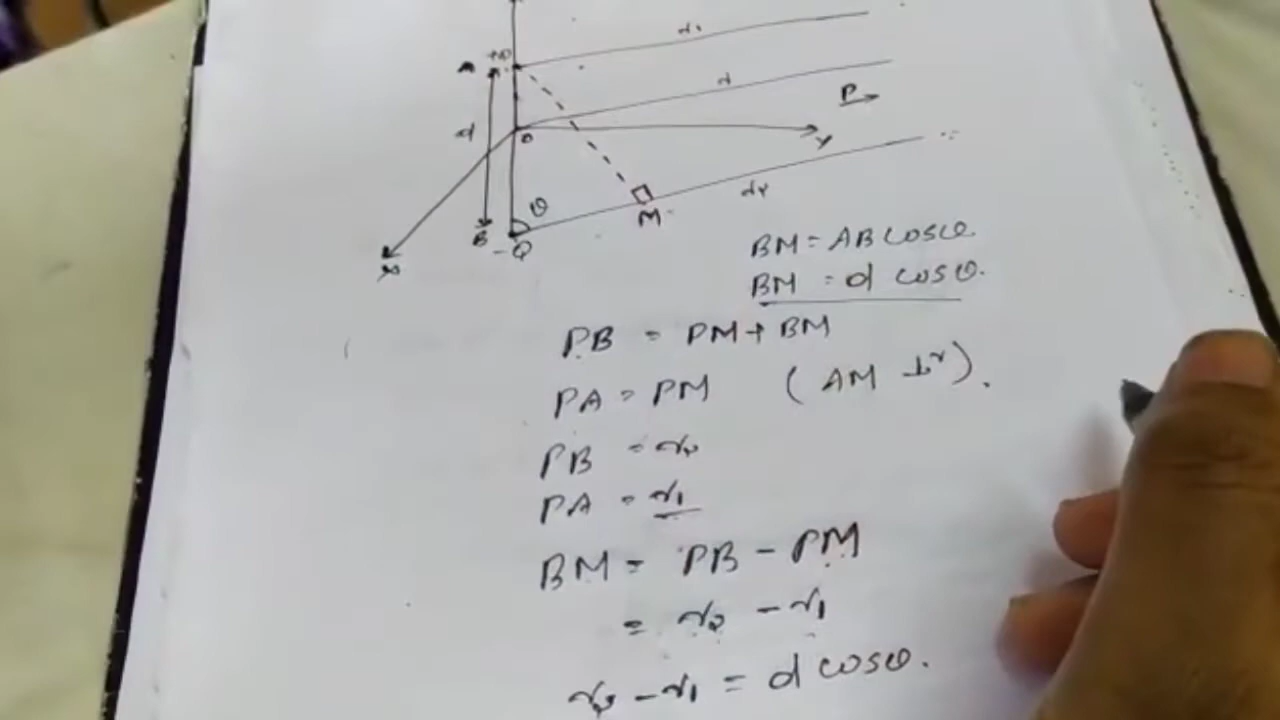 r₁
A +Q
r
P
d
O
Y
r₂
θ
M
B
-Q
X
BM = AB cosθ
BM = d cosθ.
PB = PM + BM
PA = PM ( AM ⊥r ).
PB = r₂
PA = r₁
BM = PB - PM
= r₂ - r₁
r₂ - r₁ = d cosθ.